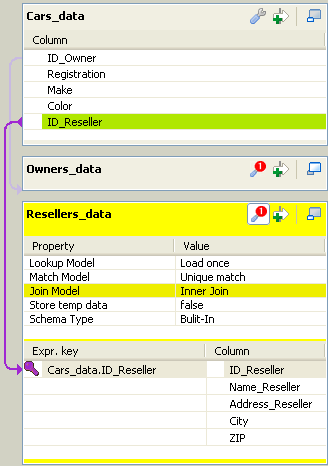 Cars_data
Column
ID_Owner
Registration
Make
Color
ID_Reseller
Owners_data 1
Resellers_data 1
Property Value
Lookup Model Load once
Match Model Unique match
Join Model Inner Join
Store temp data false
Schema Type Bulit-In
Expr. key Column
Cars_data.ID_Reseller ID_Reseller
Name_Reseller
Address_Reseller
City
ZIP